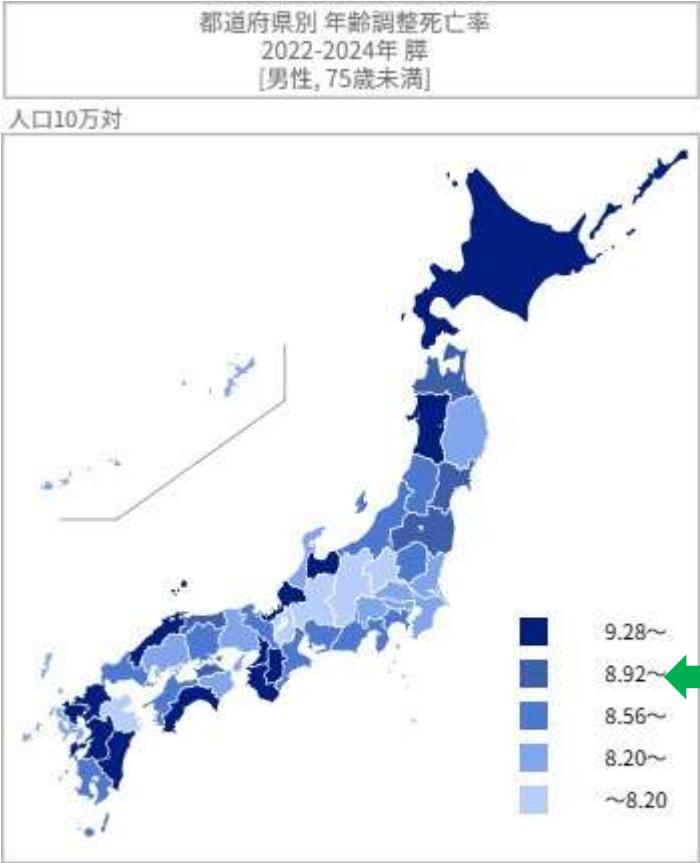 都道府県別 年齢調整死亡率
2022-2024年 膵
[男性, 75歳未満]
人口10万対
9.28～
8.92～
8.56～
8.20～
～8.20